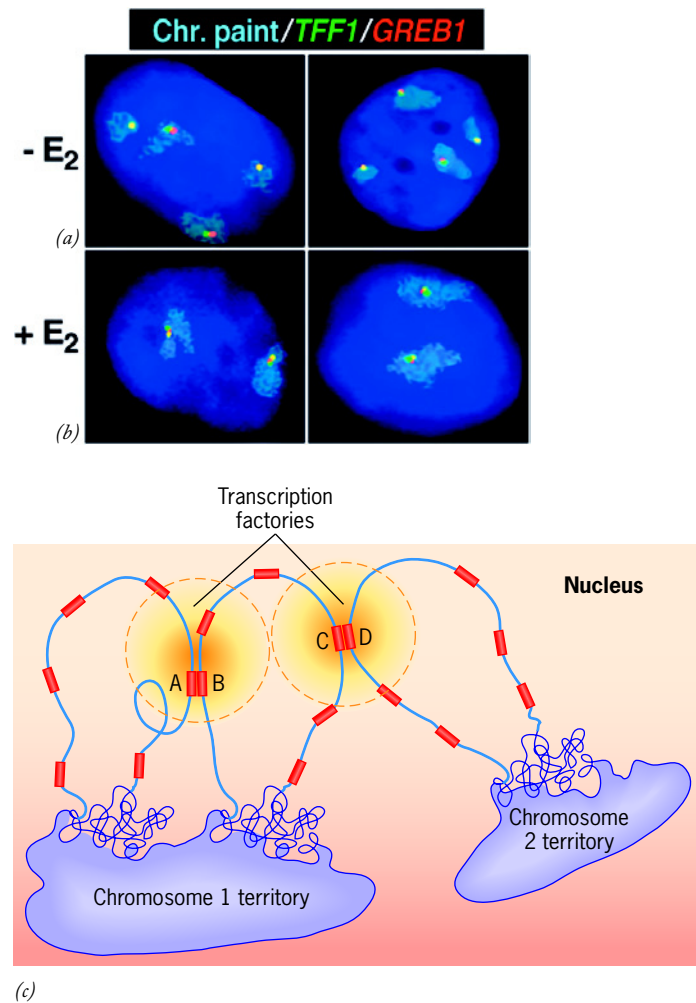 Chr. paint/TFF1/GREB1
- E2
(a)
+ E2
(b)
Transcription
factories
Nucleus
A B
C D
Chromosome 1 territory
Chromosome
2 territory
(c)